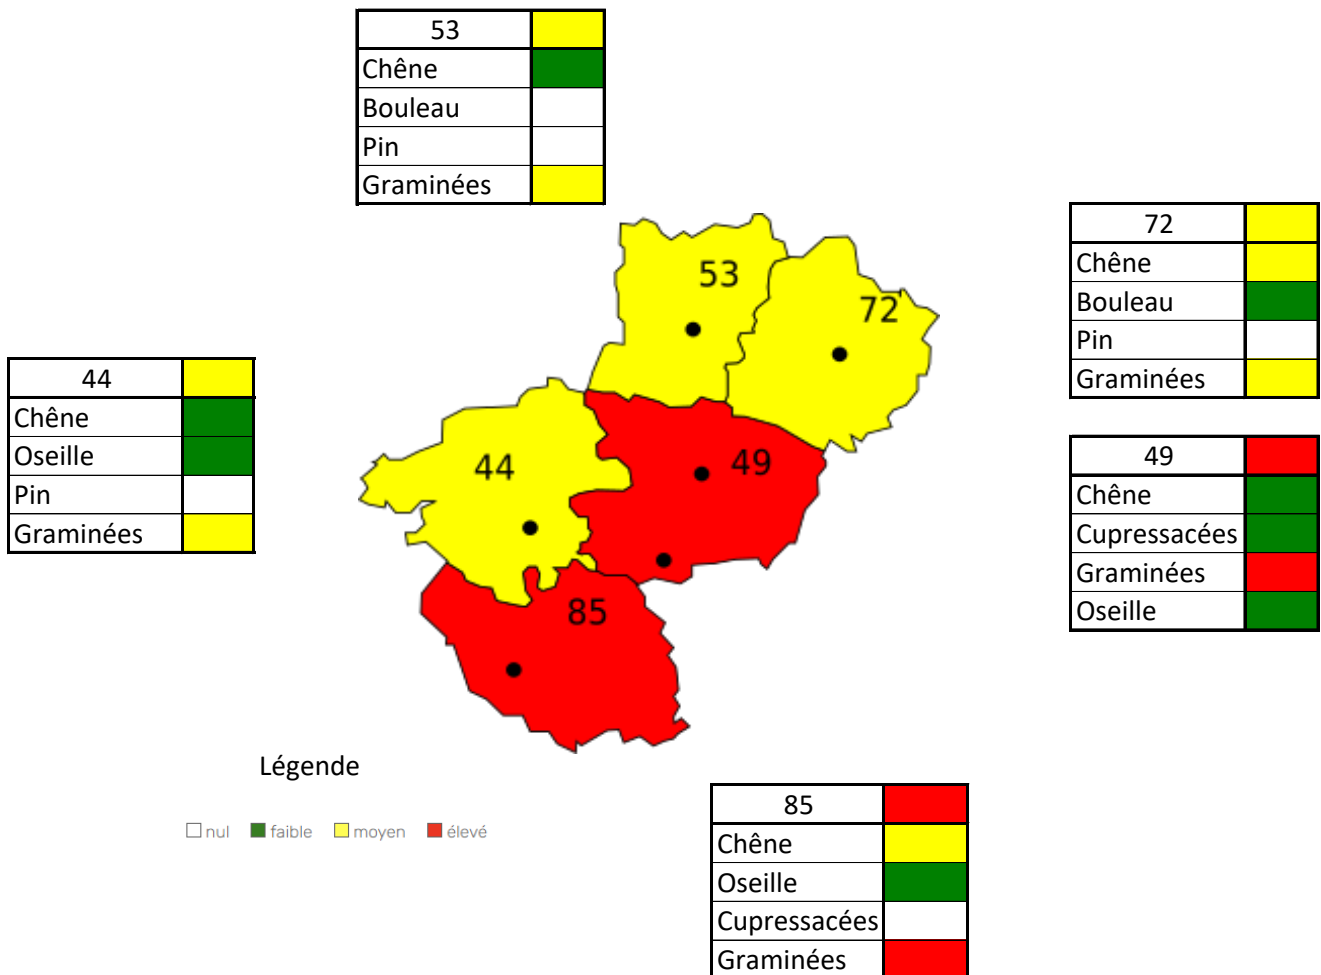 53
Chêne
Bouleau
Pin
Graminées
72
Chêne
Bouleau
Pin
Graminées
44
Chêne
Oseille
Pin
Graminées
49
Chêne
Cupressacées
Graminées
Oseille
53
72
44
49
85
Légende
nul faible moyen élevé
85
Chêne
Oseille
Cupressacées
Graminées